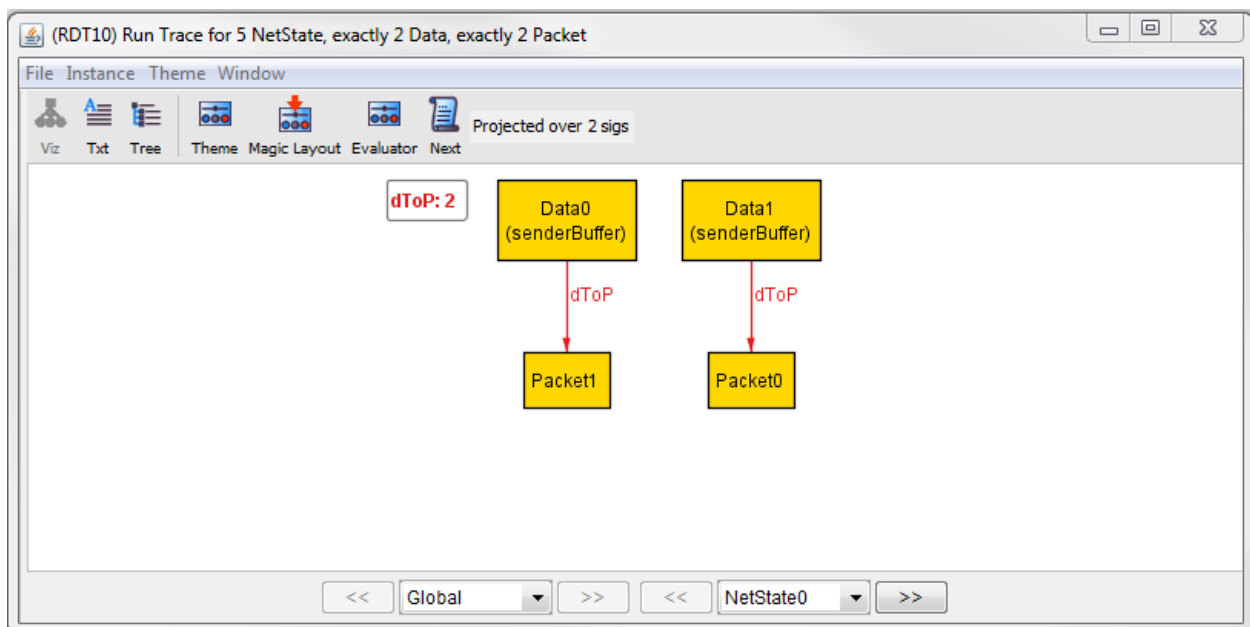 (RDT10) Run Trace for 5 NetState, exactly 2 Data, exactly 2 Packet
File Instance Theme Window
Viz Txt Tree Theme Magic Layout Evaluator Next Projected over 2 sigs
dToP: 2
Data0
(senderBuffer)
Data1
(senderBuffer)
dToP
dToP
Packet1
Packet0
<< Global >> << NetState0 >>